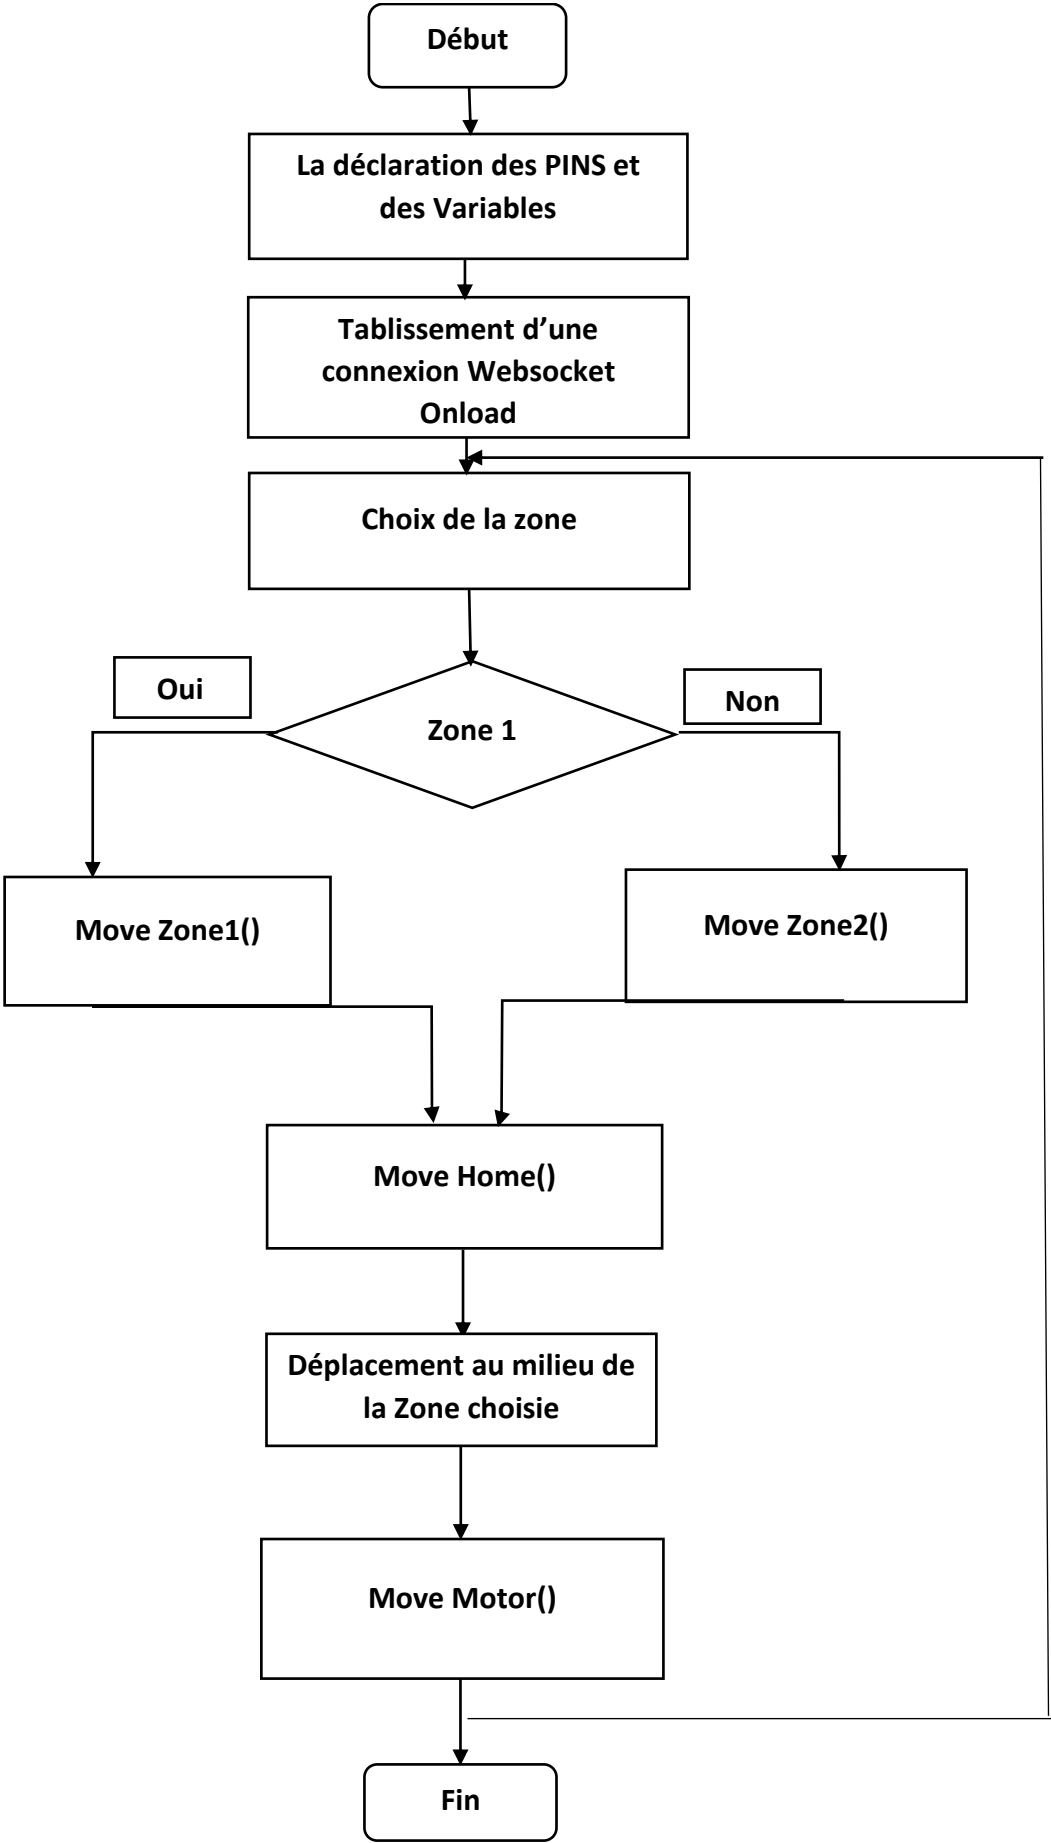 Début
La déclaration des PINS et
des Variables
Tablissement d’une
connexion Websocket
Onload
Choix de la zone
Oui
Non
Zone 1
Move Zone1()
Move Zone2()
Move Home()
Déplacement au milieu de
la Zone choisie
Move Motor()
Fin